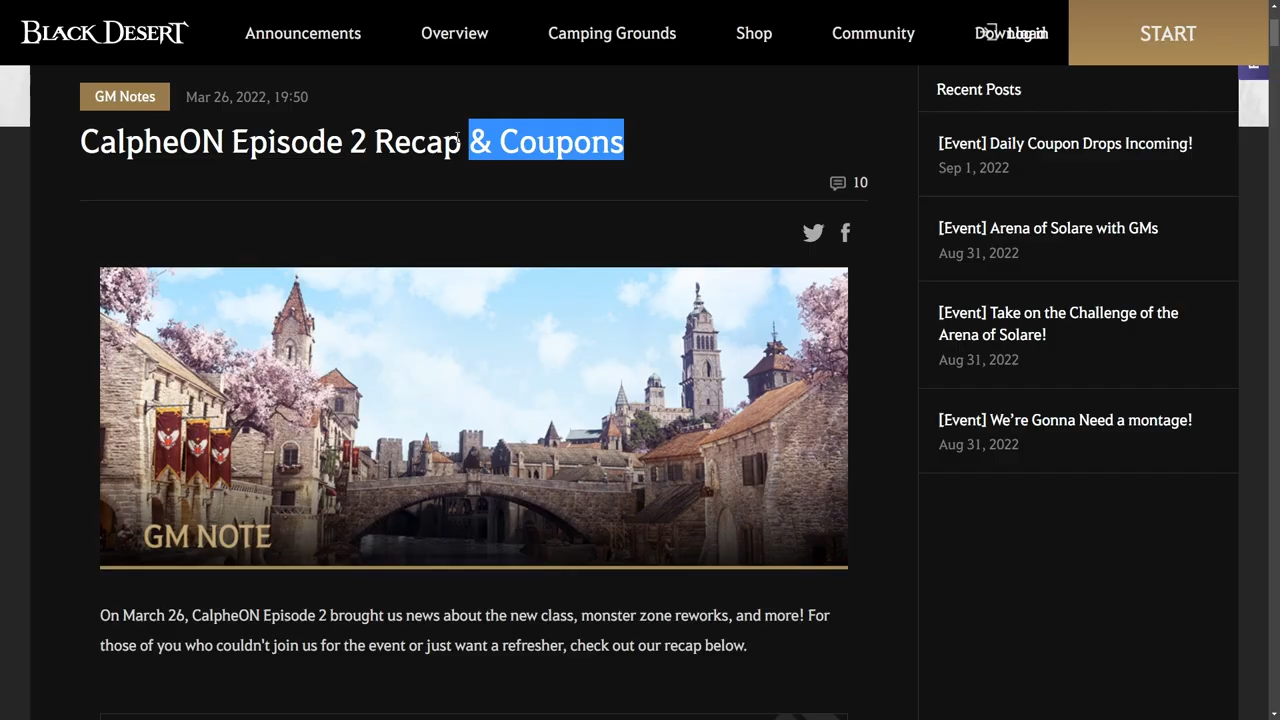 BLACK DESERT
Announcements
Overview
Camping Grounds
Shop
Community
START
GM Notes
Mar 26, 2022, 19:50
CalpheON Episode 2 Recap & Coupons
10
GM NOTE
On March 26, CalpheON Episode 2 brought us news about the new class, monster zone reworks, and more! For
those of you who couldn't join us for the event or just want a refresher, check out our recap below.
Recent Posts
[Event] Daily Coupon Drops Incoming!
Sep 1, 2022
[Event] Arena of Solare with GMs
Aug 31, 2022
[Event] Take on the Challenge of the
Arena of Solare!
Aug 31, 2022
[Event] We’re Gonna Need a montage!
Aug 31, 2022